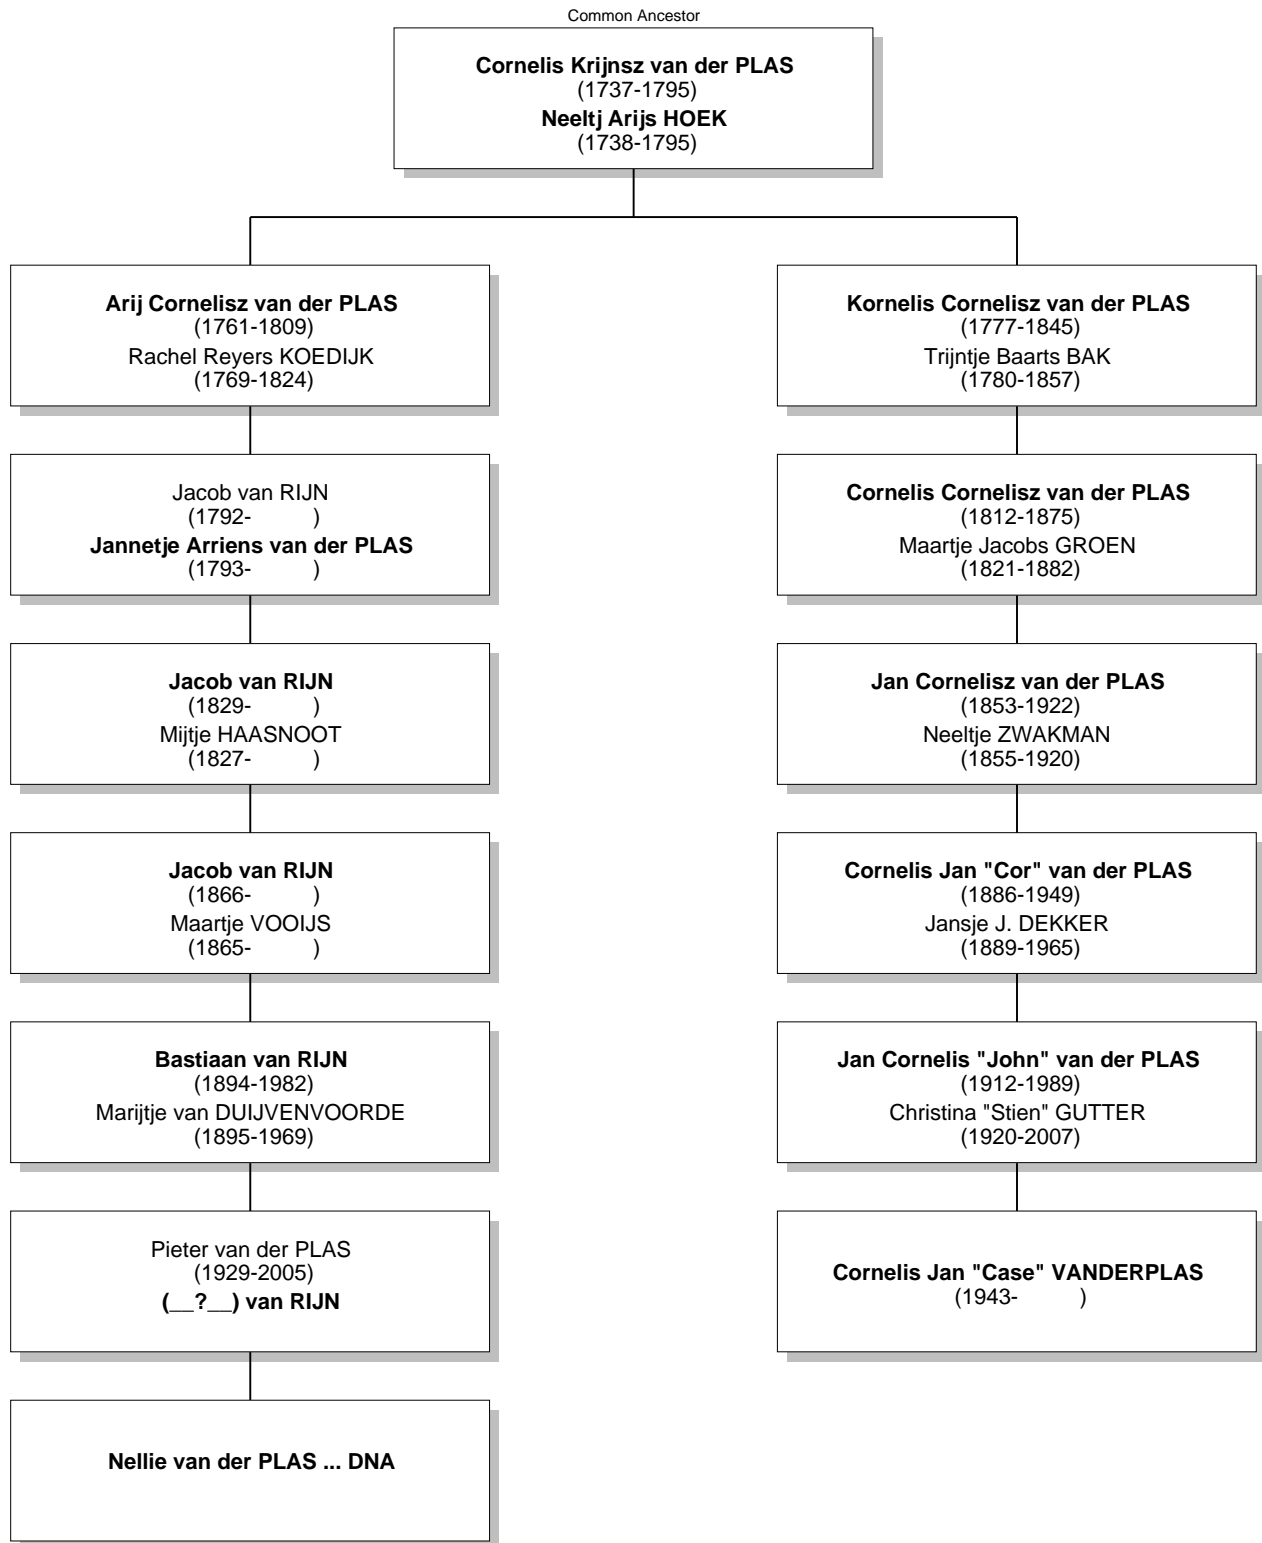 Common Ancestor
Cornelis Krijnsz van der PLAS
(1737-1795)
Neeltj Arijs HOEK
(1738-1795)
Arij Cornelisz van der PLAS
(1761-1809)
Rachel Reyers KOEDIJK
(1769-1824)
Kornelis Cornelisz van der PLAS
(1777-1845)
Trijntje Baarts BAK
(1780-1857)
Jacob van RIJN
(1792- )
Jannetje Arriens van der PLAS
(1793- )
Cornelis Cornelisz van der PLAS
(1812-1875)
Maartje Jacobs GROEN
(1821-1882)
Jacob van RIJN
(1829- )
Mijtje HAASNOOT
(1827- )
Jan Cornelisz van der PLAS
(1853-1922)
Neeltje ZWAKMAN
(1855-1920)
Jacob van RIJN
(1866- )
Maartje VOOIJS
(1865- )
Cornelis Jan "Cor" van der PLAS
(1886-1949)
Jansje J. DEKKER
(1889-1965)
Bastiaan van RIJN
(1894-1982)
Marijtje van DUIJVENVOORDE
(1895-1969)
Jan Cornelis "John" van der PLAS
(1912-1989)
Christina "Stien" GUTTER
(1920-2007)
Pieter van der PLAS
(1929-2005)
(__?__) van RIJN
Cornelis Jan "Case" VANDERPLAS
(1943- )
Nellie van der PLAS ... DNA